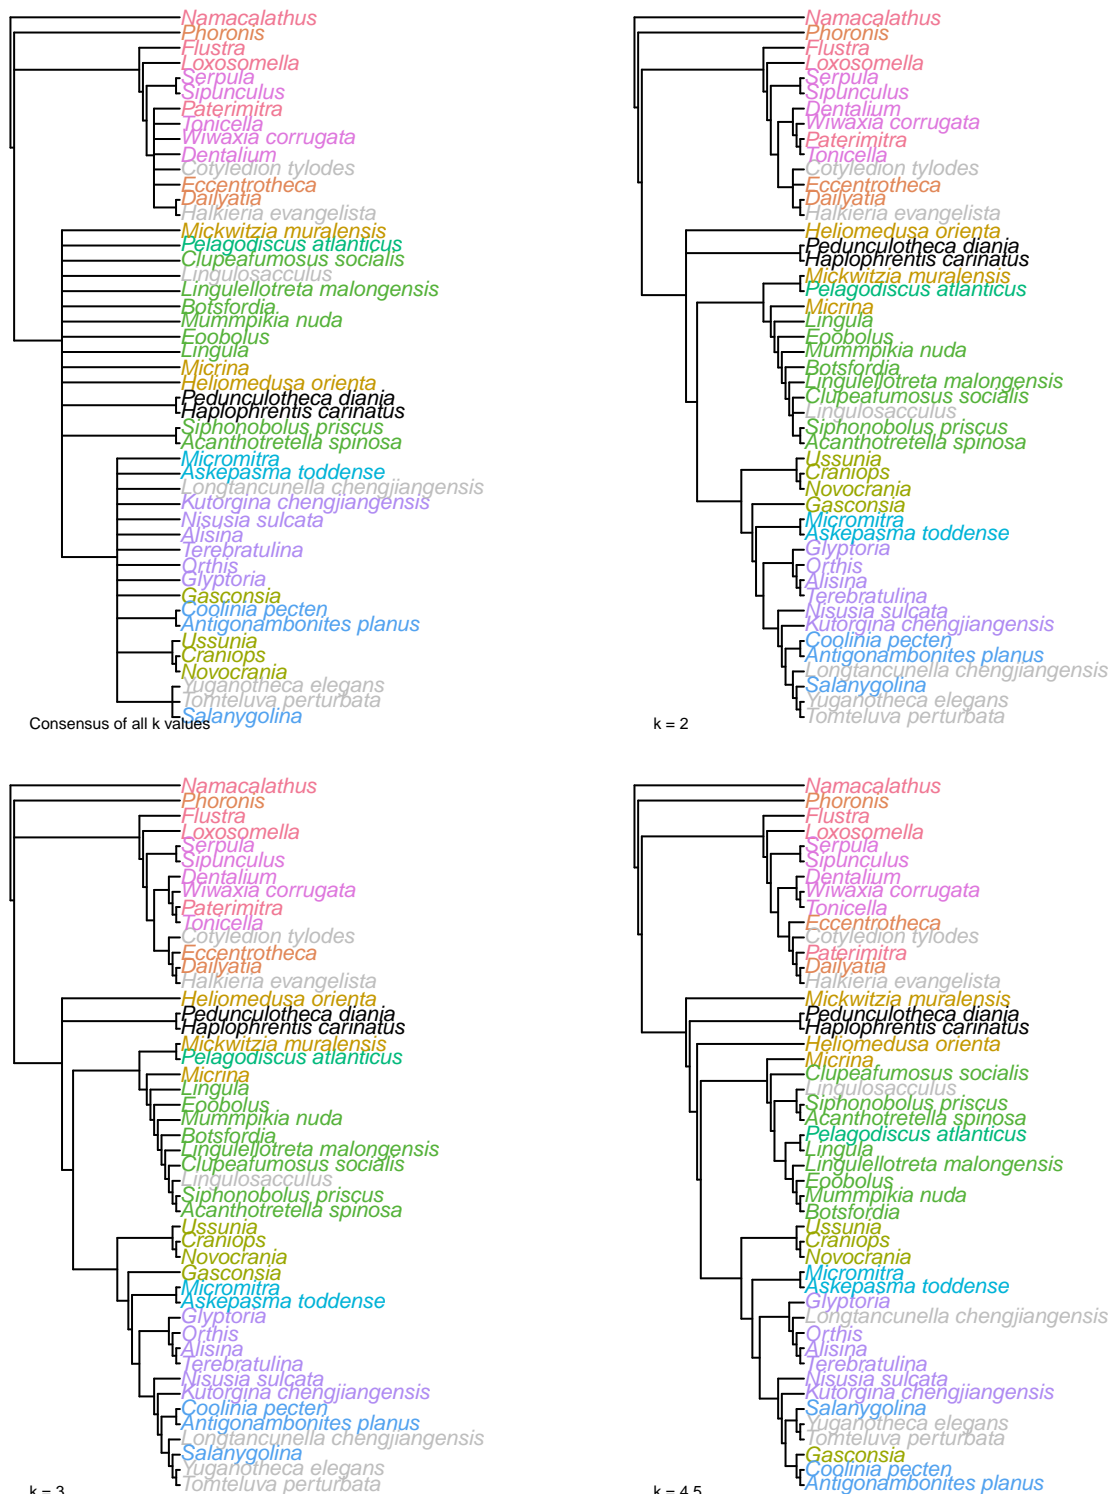 Namacalathus
Phoronis
Flustra
Loxosomella
Serpula
Sipunculus
Paterimitra
Tonicella
Wiwaxia corrugata
Dentalium
Cotyledion tylodes
Eccentrotheca
Dailyatia
Halkieria evangelista
Mickwitzia muralensis
Pelagodiscus atlanticus
Clupeafumosus socialis
Lingulosacculus
Lingulellotreta malongensis
Botsfordia
Mummpikia nuda
Eoobolus
Lingula
Micrina
Heliomedusa orienta
Pedunculotheca diania
Haplophrentis carinatus
Siphonobolus priscus
Acanthotretella spinosa
Micromitra
Askepasma toddense
Longtancunella chengjiangensis
Kutorgina chengjiangensis
Nisusia sulcata
Alisina
Terebratulina
Orthis
Glyptoria
Gasconsia
Coolinia pecten
Antigonambonites planus
Ussunia
Craniops
Novocrania
Yuganotheca elegans
Tomteluva perturbata
Salanygolina
Consensus of all k values
Namacalathus
Phoronis
Flustra
Loxosomella
Serpula
Sipunculus
Dentalium
Wiwaxia corrugata
Paterimitra
Tonicella
Cotyledion tylodes
Eccentrotheca
Dailyatia
Halkieria evangelista
Heliomedusa orienta
Pedunculotheca diania
Haplophrentis carinatus
Mickwitzia muralensis
Pelagodiscus atlanticus
Micrina
Lingula
Eoobolus
Mummpikia nuda
Botsfordia
Lingulellotreta malongensis
Clupeafumosus socialis
Lingulosacculus
Siphonobolus priscus
Acanthotretella spinosa
Ussunia
Craniops
Novocrania
Gasconsia
Micromitra
Askepasma toddense
Glyptoria
Orthis
Alisina
Terebratulina
Nisusia sulcata
Kutorgina chengjiangensis
Coolinia pecten
Antigonambonites planus
Longtancunella chengjiangensis
Salanygolina
Yuganotheca elegans
Tomteluva perturbata
k = 2
Namacalathus
Phoronis
Flustra
Loxosomella
Serpula
Sipunculus
Dentalium
Wiwaxia corrugata
Paterimitra
Tonicella
Cotyledion tylodes
Eccentrotheca
Dailyatia
Halkieria evangelista
Heliomedusa orienta
Pedunculotheca diania
Haplophrentis carinatus
Mickwitzia muralensis
Pelagodiscus atlanticus
Micrina
Lingula
Eoobolus
Mummpikia nuda
Botsfordia
Lingulellotreta malongensis
Clupeafumosus socialis
Lingulosacculus
Siphonobolus priscus
Acanthotretella spinosa
Ussunia
Craniops
Novocrania
Gasconsia
Micromitra
Askepasma toddense
Glyptoria
Orthis
Alisina
Terebratulina
Nisusia sulcata
Kutorgina chengjiangensis
Coolinia pecten
Antigonambonites planus
Longtancunella chengjiangensis
Salanygolina
Yuganotheca elegans
Tomteluva perturbata
k = 3
Namacalathus
Phoronis
Flustra
Loxosomella
Serpula
Sipunculus
Dentalium
Wiwaxia corrugata
Tonicella
Eccentrotheca
Cotyledion tylodes
Paterimitra
Dailyatia
Halkieria evangelista
Mickwitzia muralensis
Pedunculotheca diania
Haplophrentis carinatus
Heliomedusa orienta
Micrina
Clupeafumosus socialis
Lingulosacculus
Siphonobolus priscus
Acanthotretella spinosa
Pelagodiscus atlanticus
Lingula
Lingulellotreta malongensis
Eoobolus
Mummpikia nuda
Botsfordia
Ussunia
Craniops
Novocrania
Micromitra
Askepasma toddense
Glyptoria
Longtancunella chengjiangensis
Orthis
Alisina
Terebratulina
Nisusia sulcata
Kutorgina chengjiangensis
Salanygolina
Yuganotheca elegans
Tomteluva perturbata
Gasconsia
Coolinia pecten
Antigonambonites planus
k = 4.5